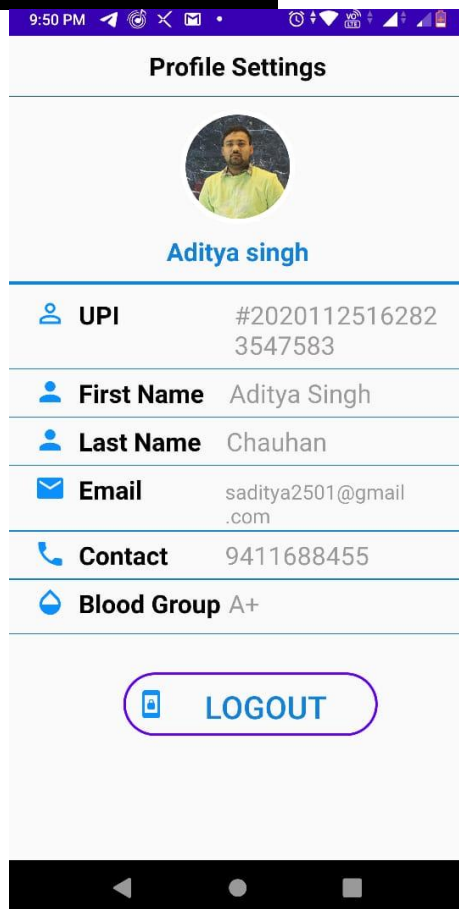 9:50 PM
Profile Settings
Aditya singh
UPI #2020112516282
3547583
First Name Aditya Singh
Last Name Chauhan
Email saditya2501@gmail
.com
Contact 9411688455
Blood Group A+
LOGOUT